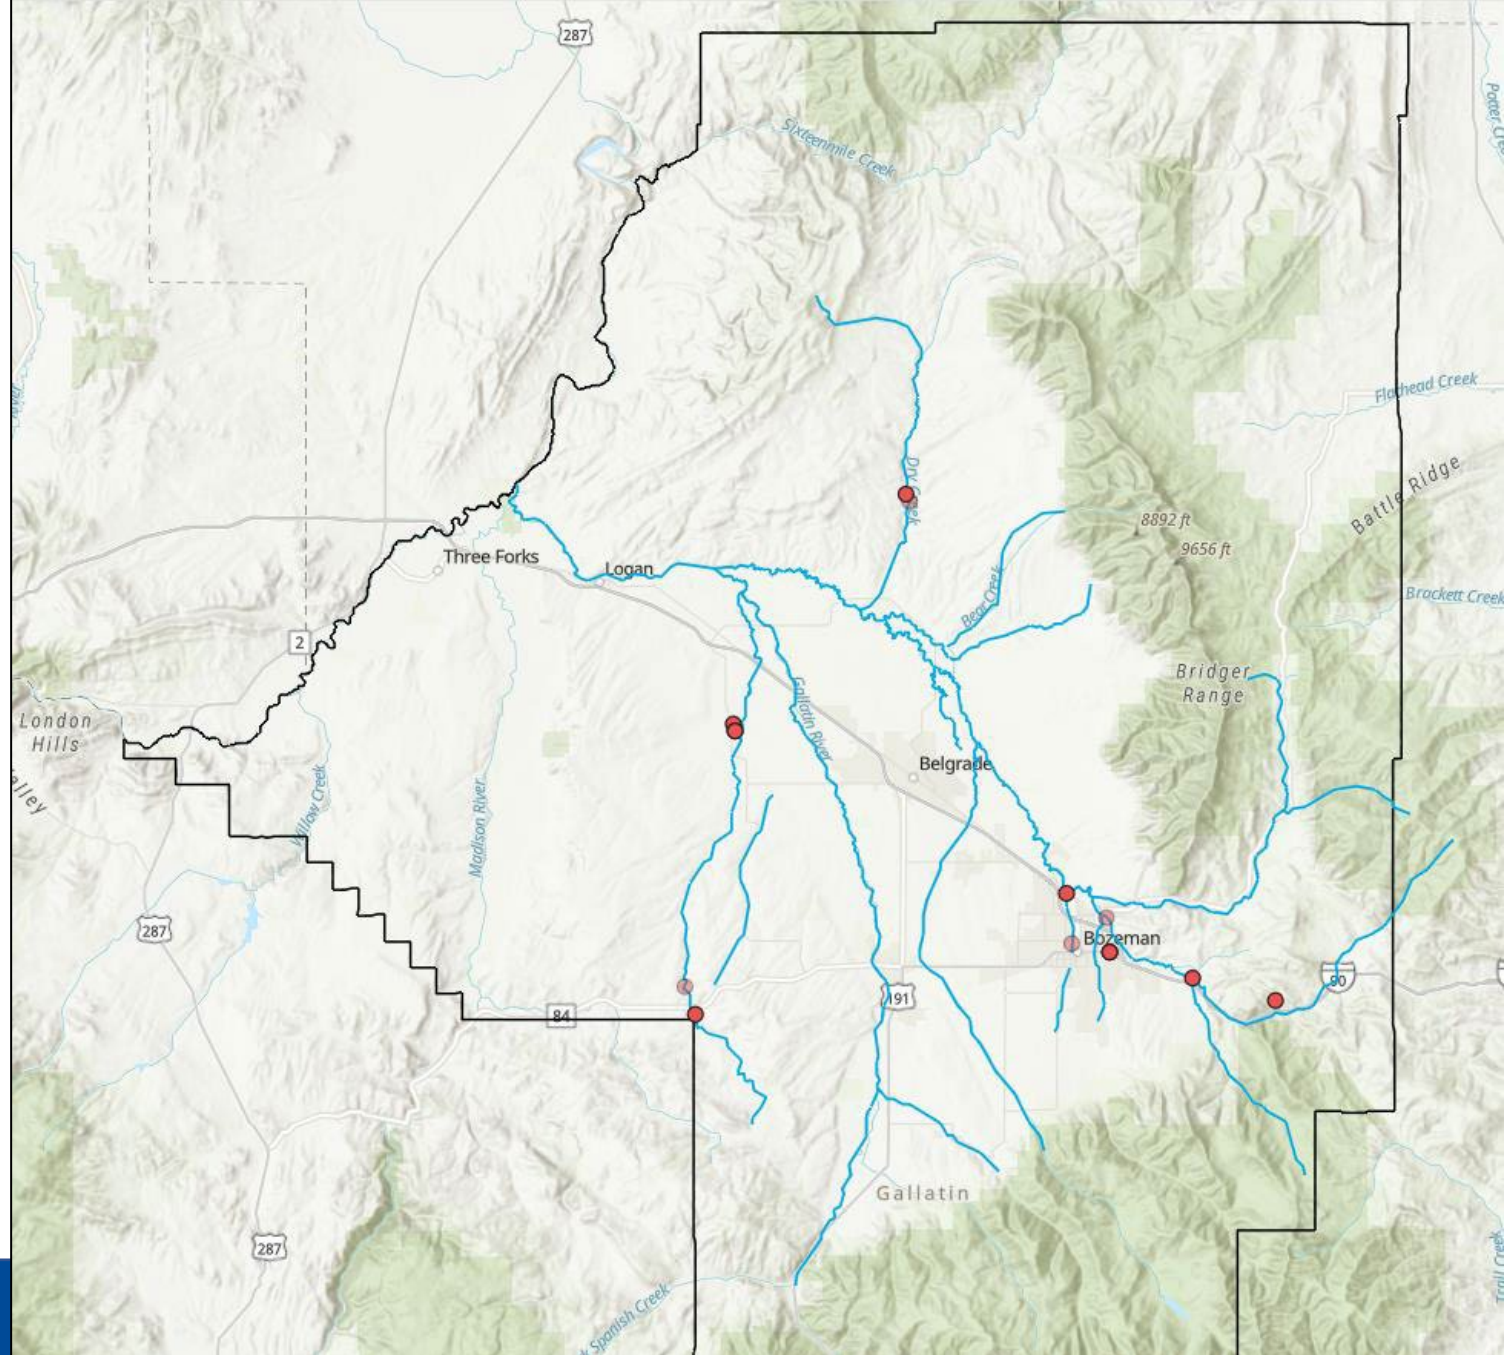 287
Sixteenmile Creek
Potter Cre
Flathead Creek
Battle Ridge
Dry Creek
8892 ft
9656 ft
Three Forks
Logan
Bear Creek
Brackett Creek
2
Bridger
Range
London
Hills
Gallatin River
Belgrade
alley
Willow Creek
Madison River
287
Bozeman
90
191
84
Gallatin
287
Spanish Creek
Trail Creek